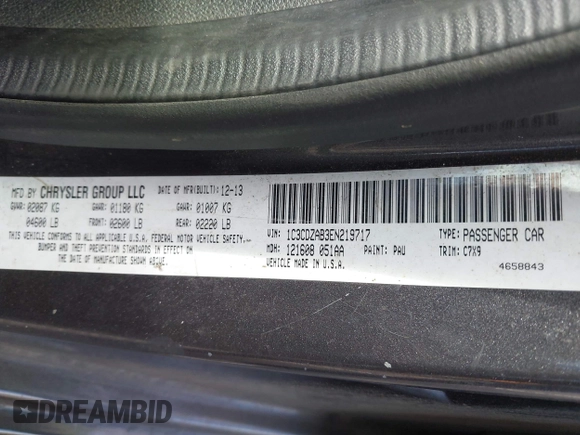 MFD BY CHRYSLER GROUP LLC DATE OF MFR(BUILT): 12-13
GVWR: 02087 KG GAWR: 01180 KG GAWR: 01007 KG
04600 LB FRONT: 02600 LB REAR: 02220 LB
THIS VEHICLE CONFORMS TO ALL APPLICABLE U.S.A. FEDERAL MOTOR VEHICLE SAFETY,
BUMPER AND THEFT PREVENTION STANDARDS IN EFFECT ON
THE DATE OF MANUFACTURE SHOWN ABOVE.
VIN: 1C3CDZAB3EN219717 TYPE: PASSENGER CAR
MDH: 121608 051AA PAINT: PAU TRIM: C7X9
VEHICLE MADE IN U.S.A. 4658843
DREAMBID